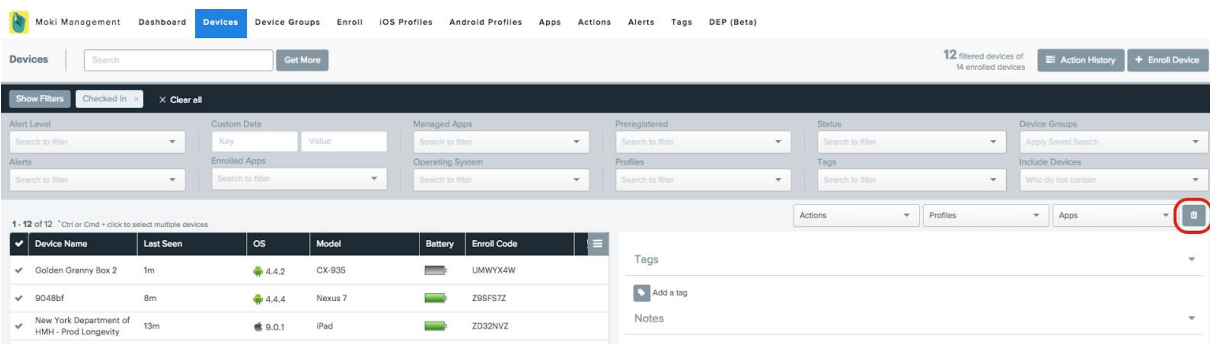 Moki Management Dashboard Devices Device Groups Enroll iOS Profiles Android Profiles Apps Actions Alerts Tags DEP (Beta)
Devices Search Get More 12 filtered devices of
14 enrolled devices Action History + Enroll Device
Show Filters Checked In × × Clear all
Alert Level Custom Data Managed Apps Preregistered Status Device Groups
Search to filter Key Value Search to filter Search to filter Search to filter Apply Saved Search
Alerts Enrolled Apps Operating System Profiles Tags Include Devices
Search to filter Search to filter Search to filter Search to filter Search to filter Who do not contain
1 - 12 of 12 *Ctrl or Cmd + click to select multiple devices Actions Profiles Apps
Device Name Last Seen OS Model Battery Enroll Code
Tags
Golden Granny Box 2 1m 4.4.2 CX-935 UMWYX4W
Add a tag
9048bf 8m 4.4.4 Nexus 7 Z9SFS7Z
Notes
New York Department of
HMH - Prod Longevity 13m 9.0.1 iPad ZD32NVZ